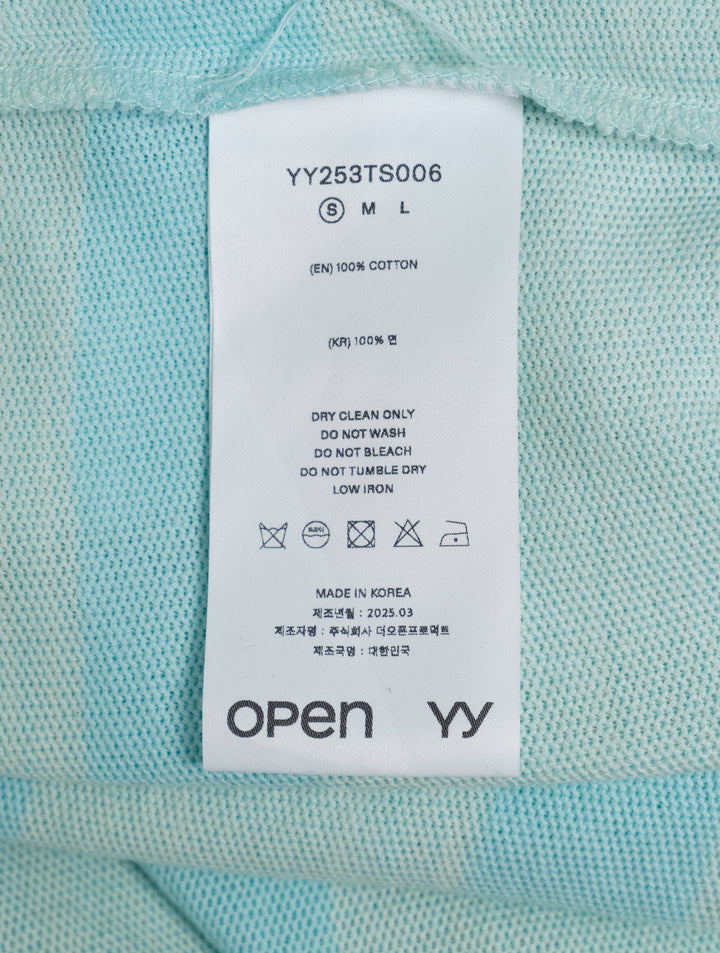 YY253TS006
S M L
(EN) 100% COTTON
(KR) 100% 면
DRY CLEAN ONLY
DO NOT WASH
DO NOT BLEACH
DO NOT TUMBLE DRY
LOW IRON
MADE IN KOREA
제조년월 : 2025.03
제조자명 : 주식회사 더오픈프로덕트
제조국명 : 대한민국
OPEN YY